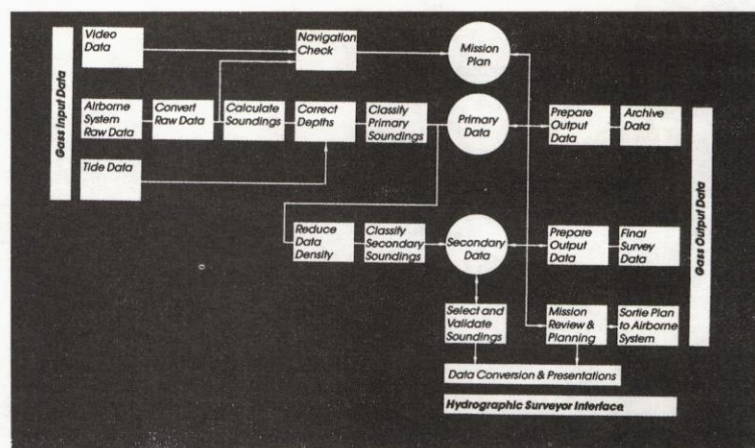 Gass Input Data
Video
Data
Navigation
Check
Mission
Plan
Airborne
System
Raw Data
Convert
Raw Data
Calculate
Soundings
Correct
Depths
Classify
Primary
Soundings
Primary
Data
Prepare
Output
Data
Archive
Data
Tide Data
Reduce
Data
Density
Classify
Secondary
Soundings
Secondary
Data
Prepare
Output
Data
Final
Survey
Data
Select and
Validate
Soundings
Mission
Review &
Planning
Sortie Plan
to Airborne
System
Data Conversion & Presentations
Hydrographic Surveyor Interface
Gass Output Data